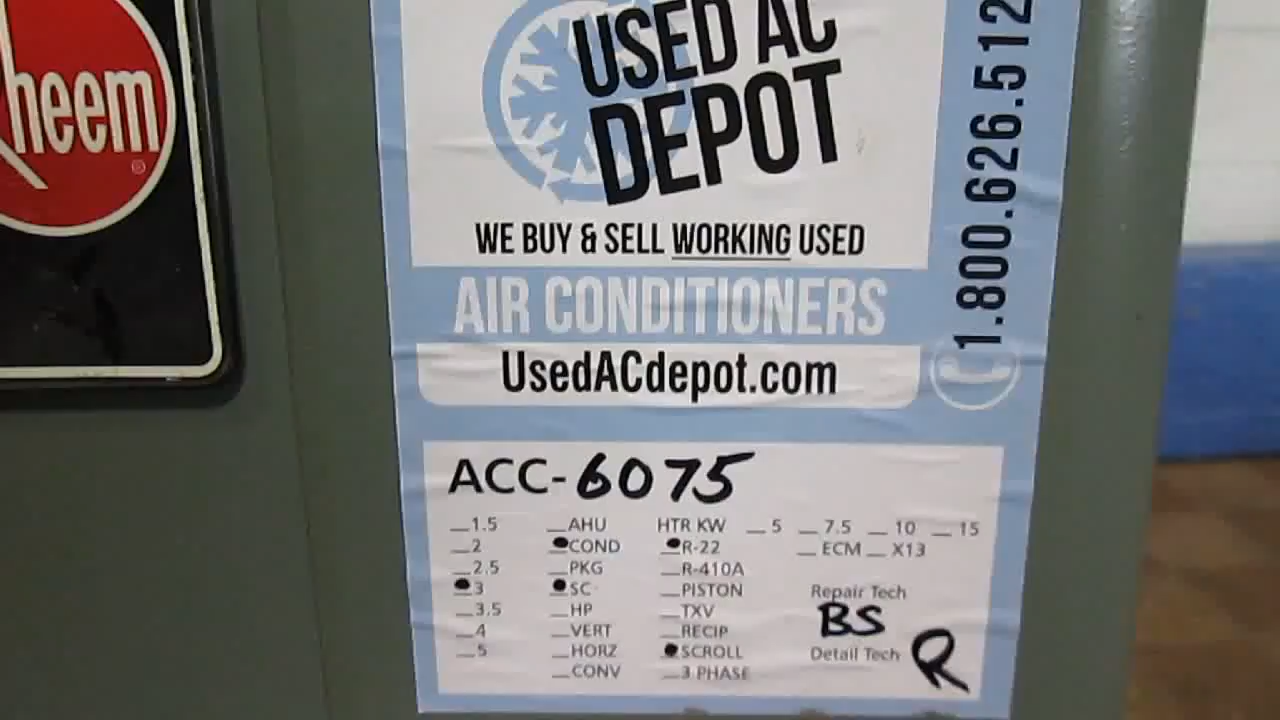 Rheem
®
USED AC
DEPOT
WE BUY & SELL WORKING USED
AIR CONDITIONERS
UsedACdepot.com
1.800.626.512
ACC-6075
1.5 AHU HTR KW 5 7.5 10 15
2 COND R-22 ECM X13
2.5 PKG R-410A
3 SC PISTON Repair Tech
3.5 HP TXV BS
4 VERT RECIP
5 HORZ SCROLL Detail Tech R
CONV 3 PHASE